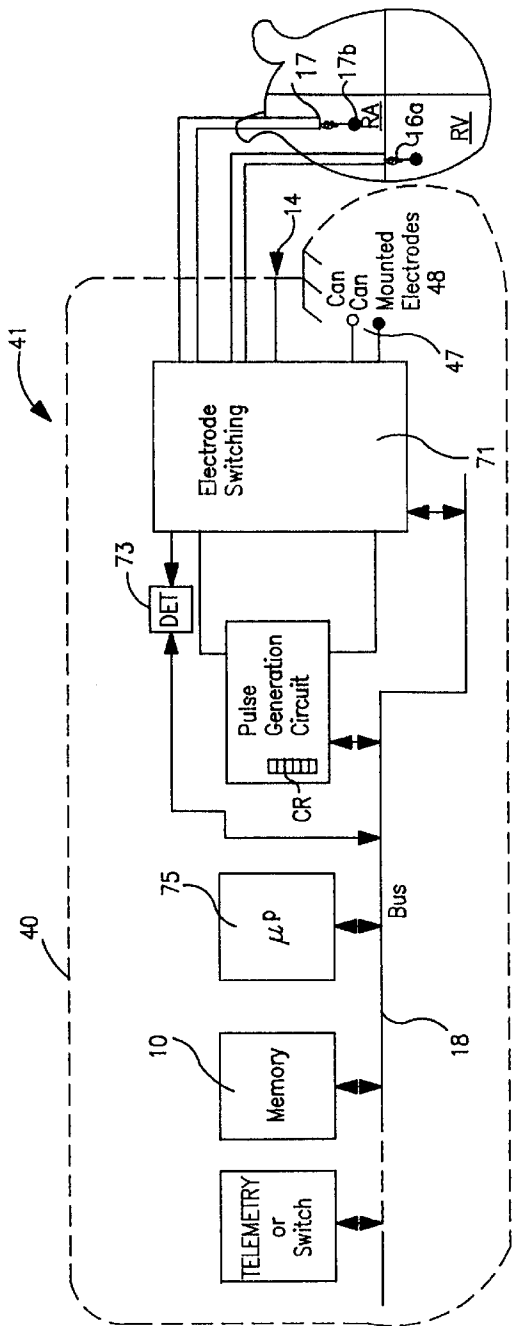 41
40
14
17
17b
RA
16a
RV
Can
Can
Mounted
Electrodes
48
47
Electrode
Switching
71
73
DET
Pulse
Generation
Circuit
CR
75
μP
10
Memory
TELEMETRY
or
Switch
Bus
18